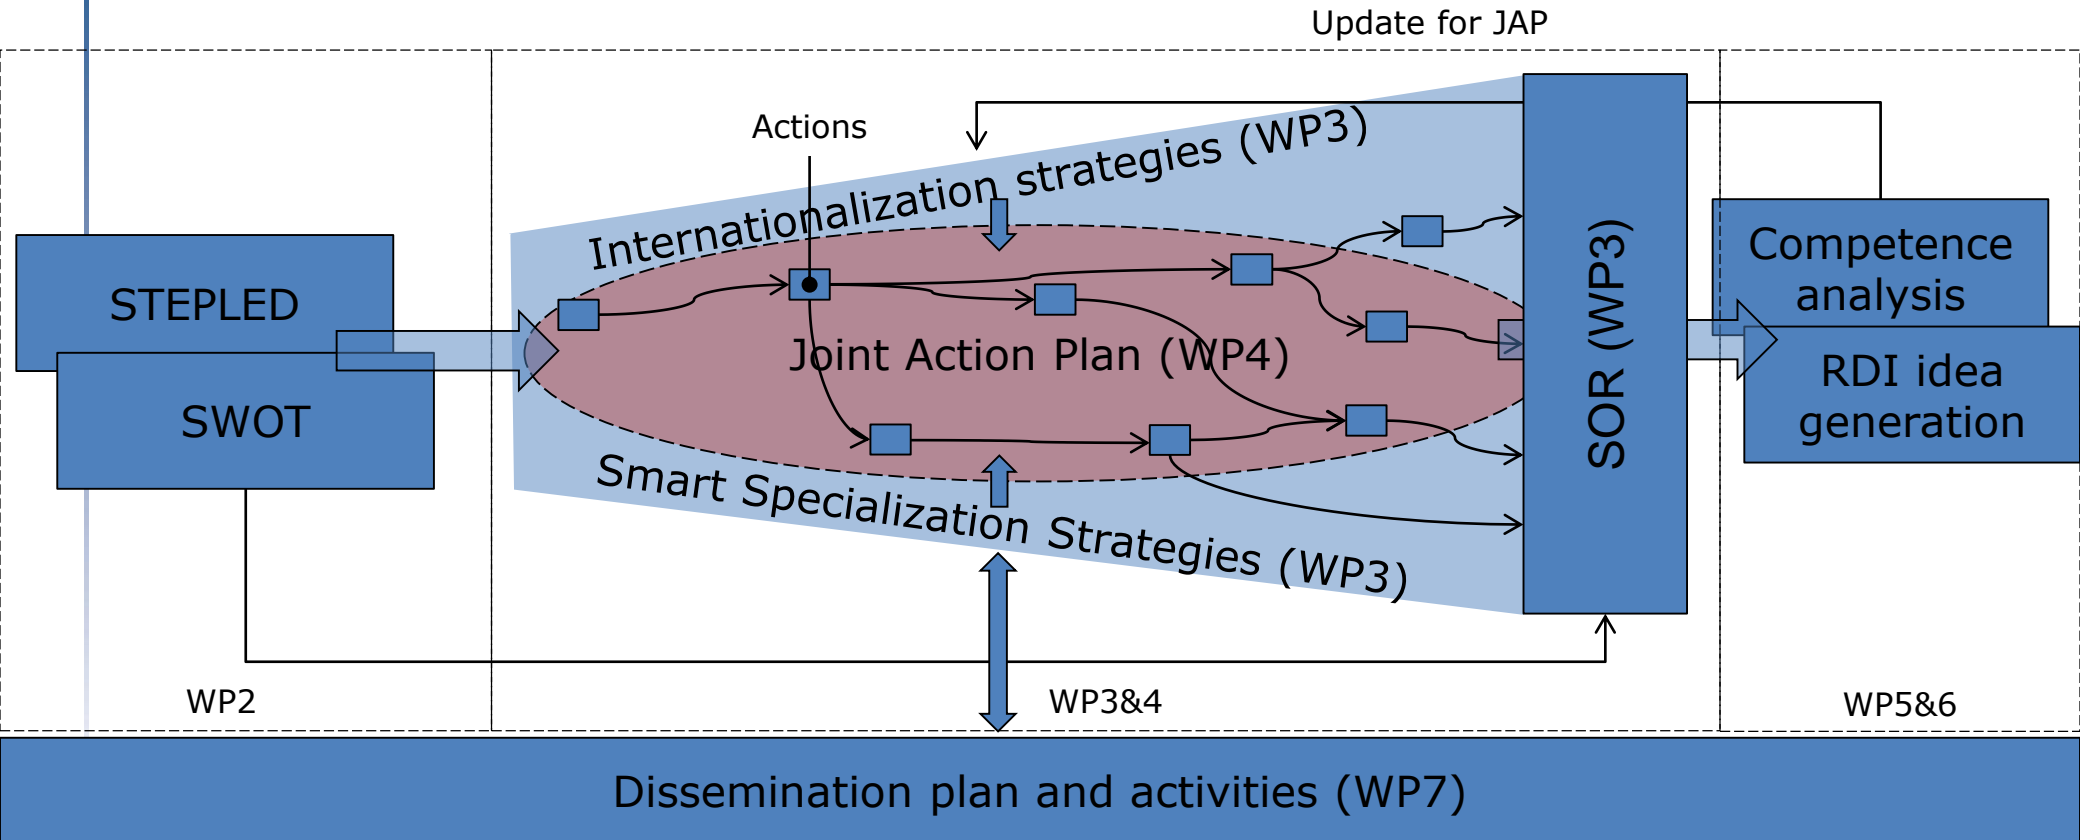 Update for JAP
Actions
Internationalization strategies (WP3)
STEPLED
SWOT
Joint Action Plan (WP4)
Smart Specialization Strategies (WP3)
SOR (WP3)
Competence
analysis
RDI idea
generation
WP2
WP3&4
WP5&6
Dissemination plan and activities (WP7)